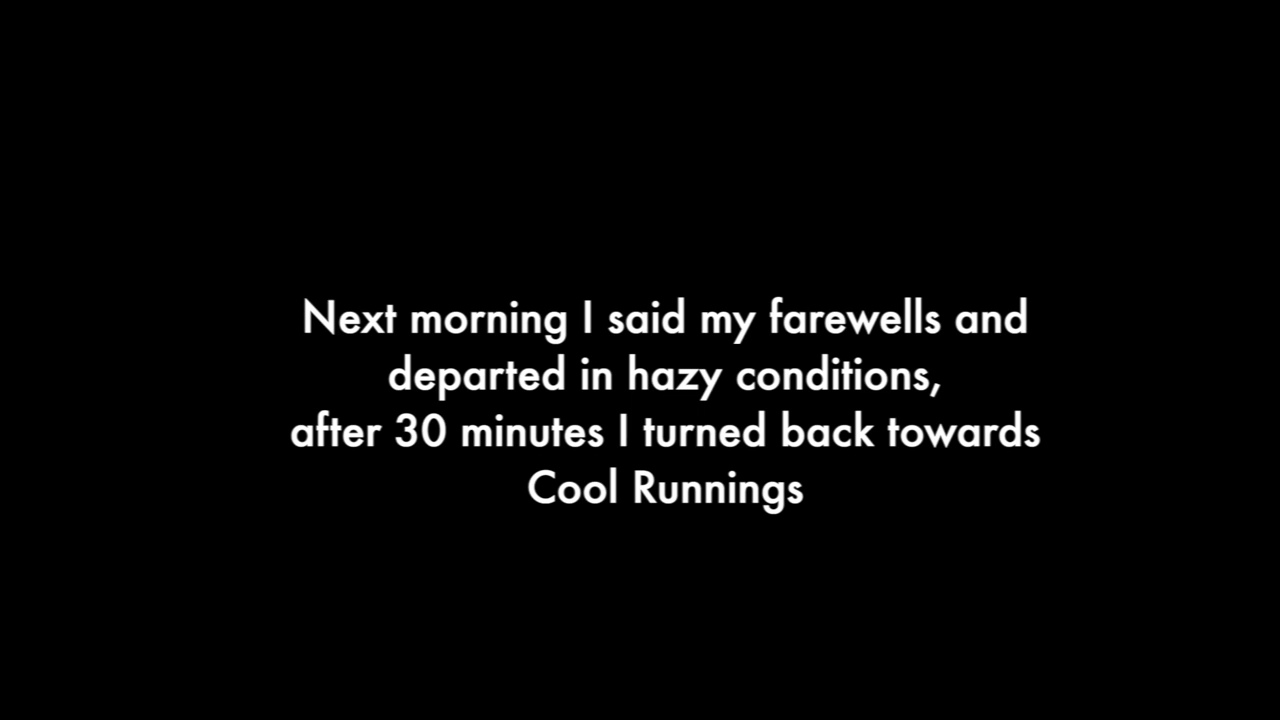 Next morning I said my farewells and
departed in hazy conditions,
after 30 minutes I turned back towards
Cool Runnings